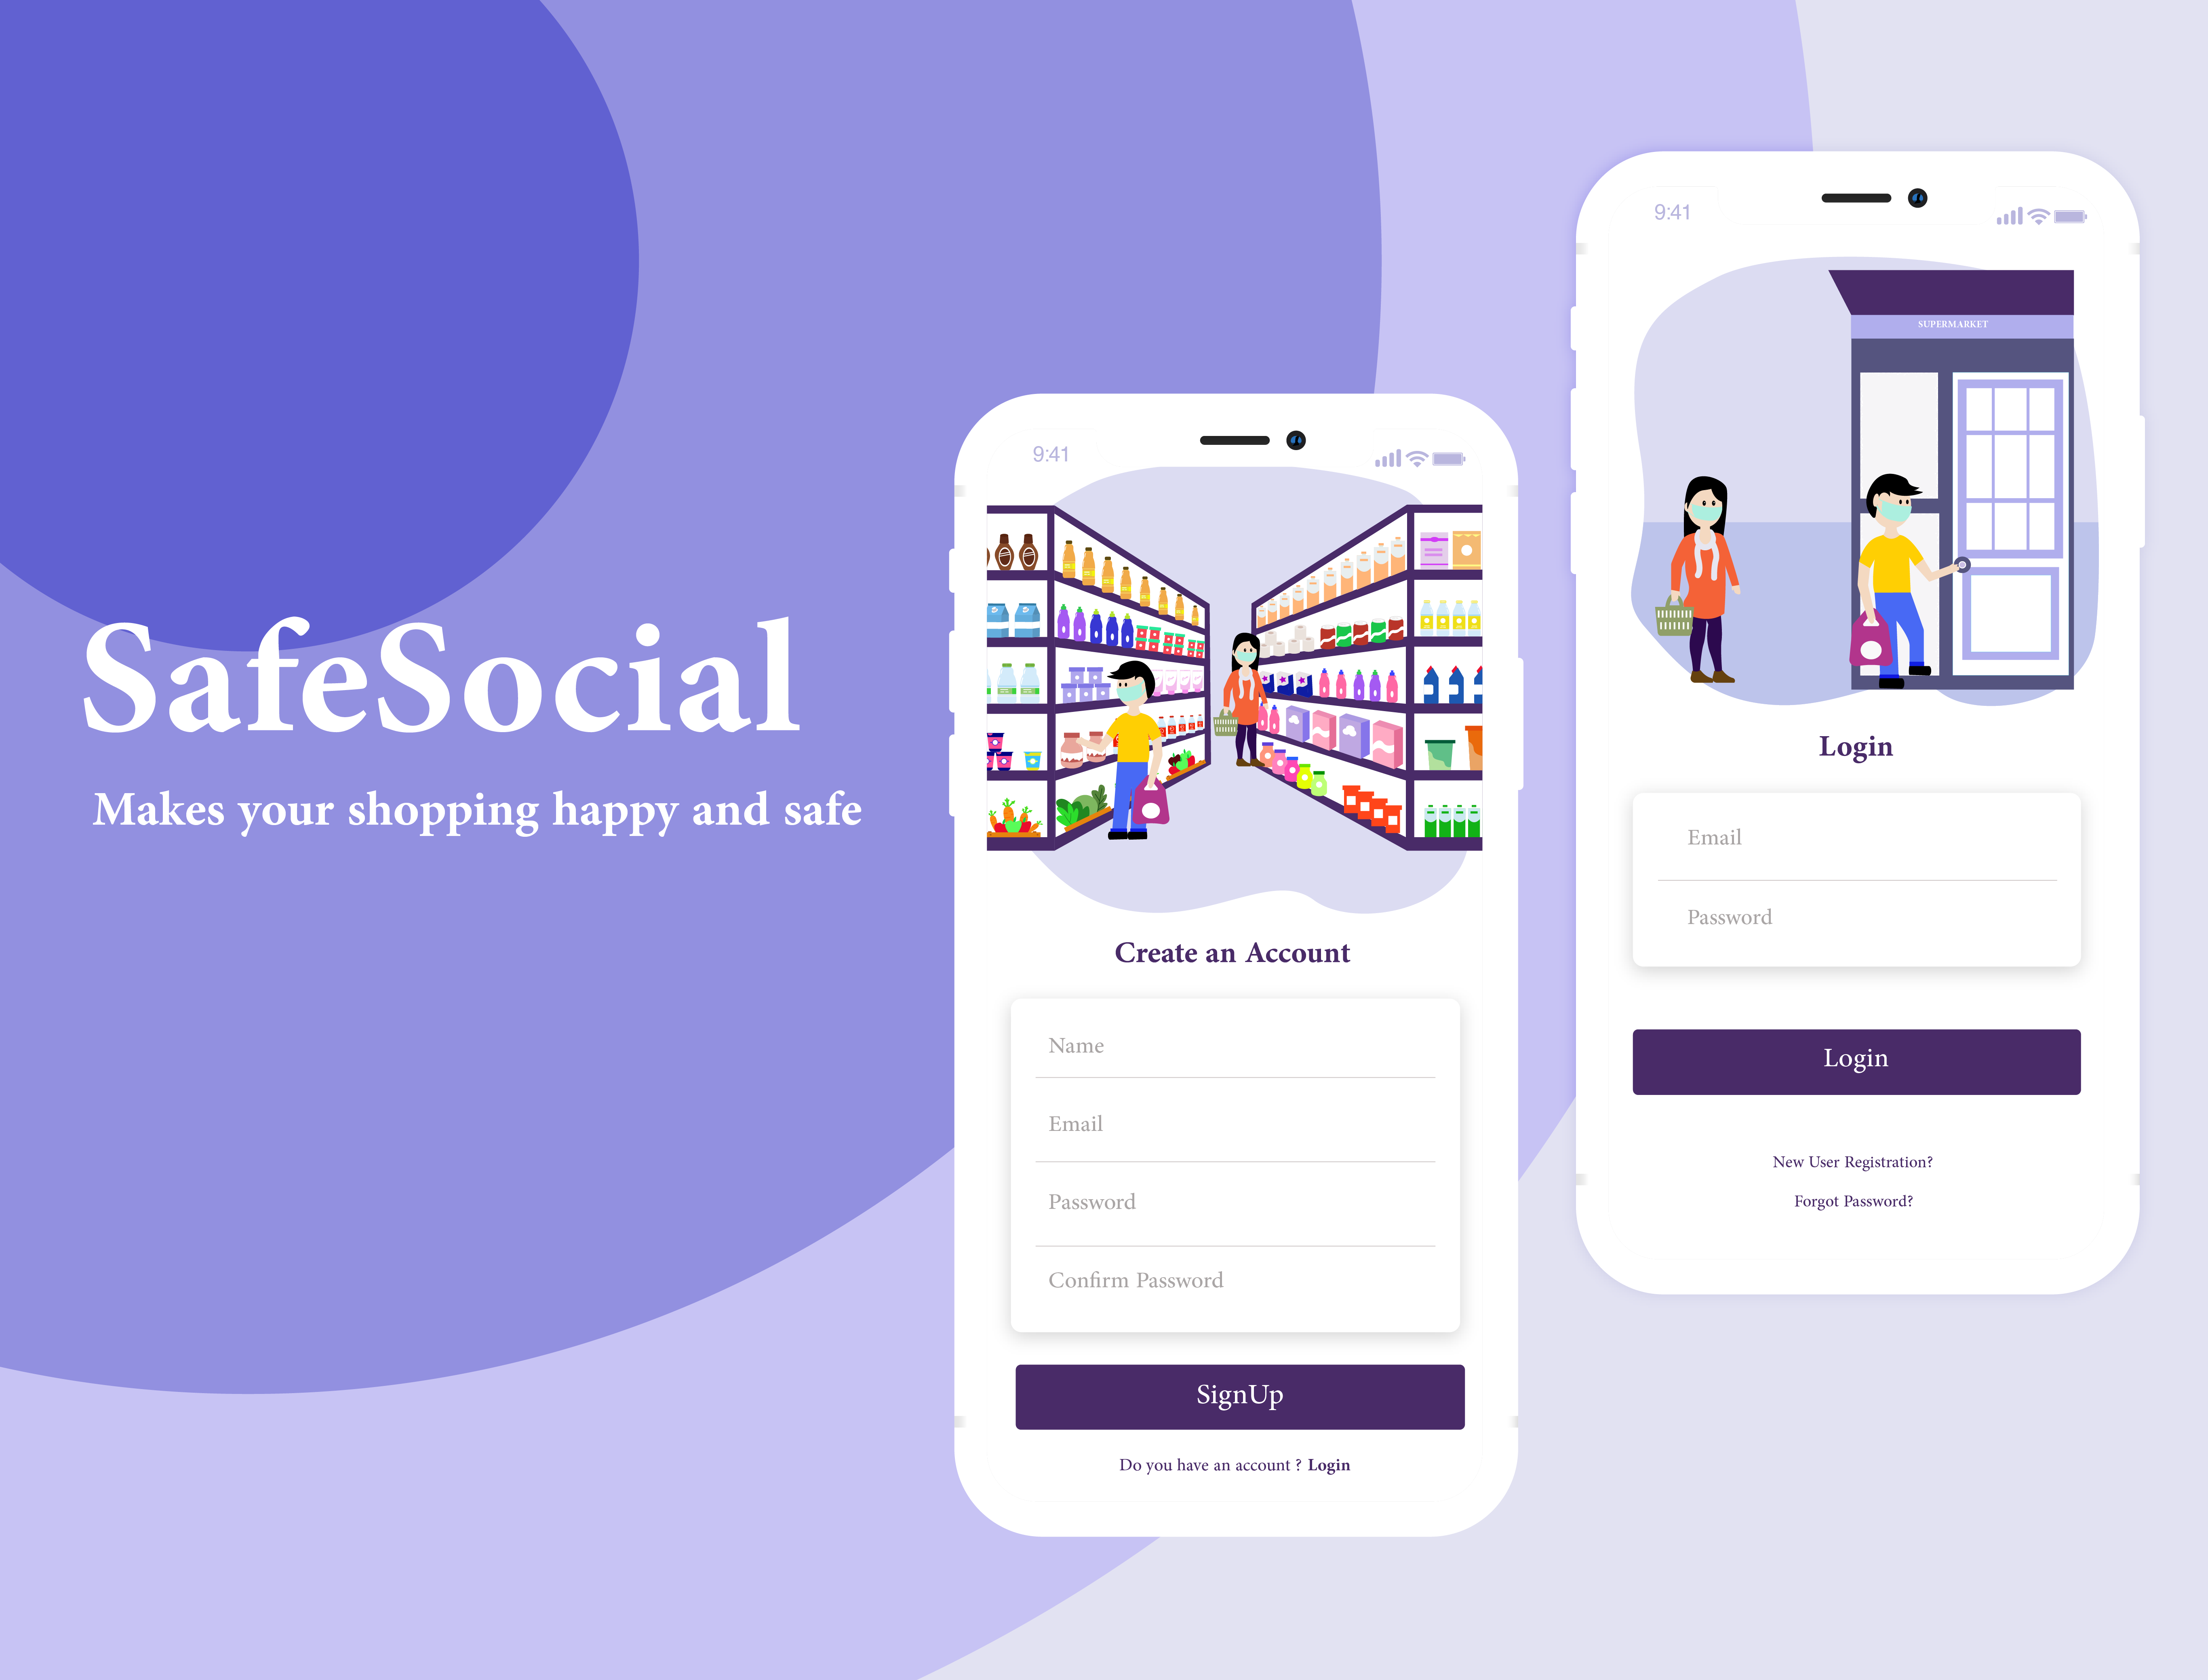 SafeSocial
Makes your shopping happy and safe
9:41
Create an Account
Name
Email
Password
Confirm Password
SignUp
Do you have an account ? Login
9:41
SUPERMARKET
Login
Email
Password
Login
New User Registration?
Forgot Password?